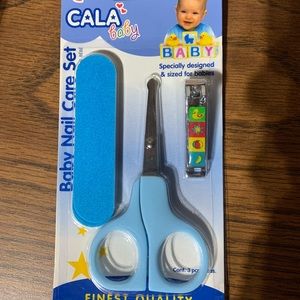 CALA
baby
BABY
Specially designed
& sized for babies
Baby Nail Care Set
FINEST QUALITY